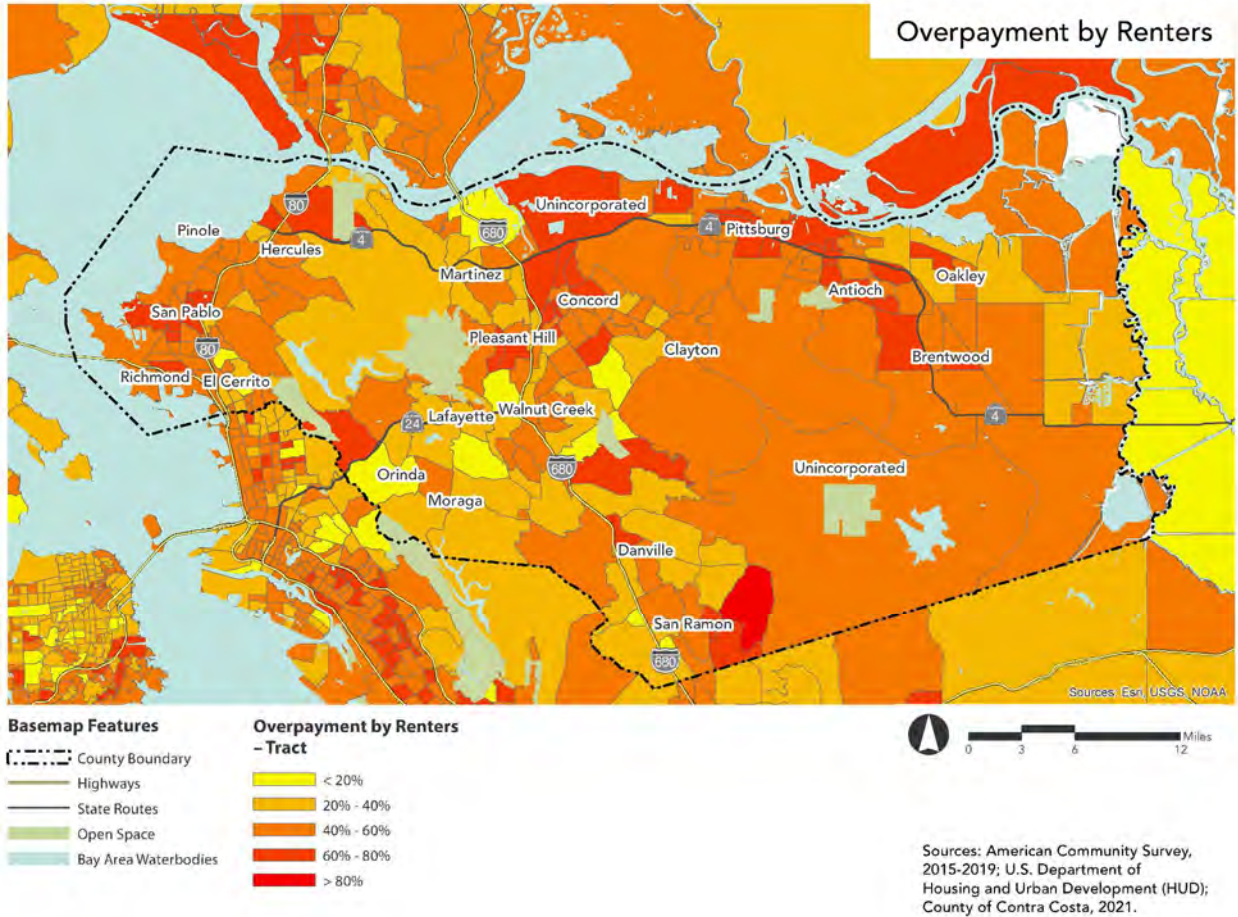 Overpayment by Renters
80
Unincorporated
Pinole
680
4
Pittsburg
4
Hercules
Martinez
Oakley
Antioch
Concord
San Pablo
Pleasant Hill
80
Clayton
Brentwood
Richmond
El Cerrito
Lafayette
Walnut Creek
24
4
680
Unincorporated
Orinda
Moraga
Danville
San Ramon
680
Sources: Esri, USGS, NOAA
Basemap Features
County Boundary
Highways
State Routes
Open Space
Bay Area Waterbodies
Overpayment by Renters
– Tract
< 20%
20% - 40%
40% - 60%
60% - 80%
> 80%
Miles
0
3
6
12
Sources: American Community Survey,
2015-2019; U.S. Department of
Housing and Urban Development (HUD);
County of Contra Costa, 2021.